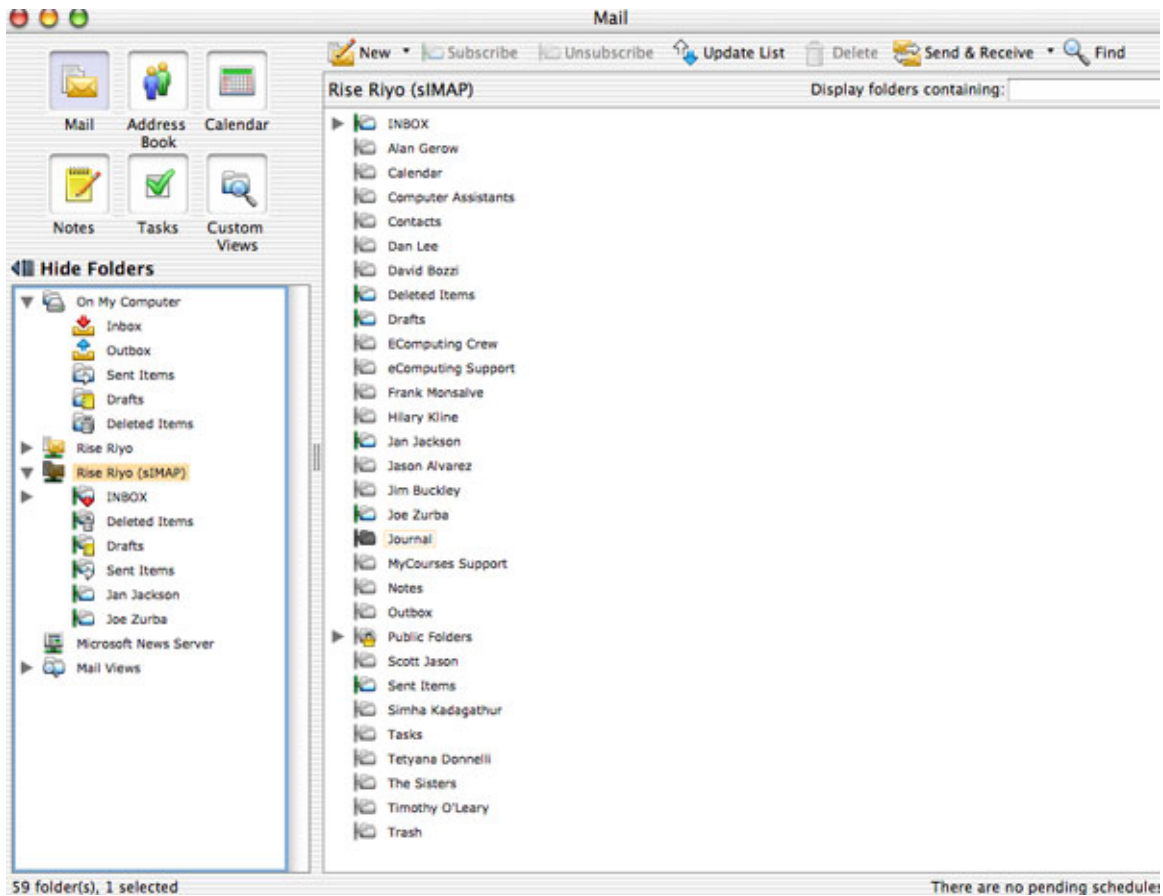 Mail
New Subscribe Unsubscribe Update List Delete Send & Receive Find
Mail
Address Book
Calendar
Notes
Tasks
Custom Views
Hide Folders
On My Computer
Inbox
Outbox
Sent Items
Drafts
Deleted Items
Rise Riyo
Rise Riyo (sIMAP)
INBOX
Deleted Items
Drafts
Sent Items
Jan Jackson
Joe Zurba
Microsoft News Server
Mail Views
Rise Riyo (sIMAP) Display folders containing:
INBOX
Alan Gerow
Calendar
Computer Assistants
Contacts
Dan Lee
David Bozzi
Deleted Items
Drafts
EComputing Crew
eComputing Support
Frank Monsalve
Hilary Kline
Jan Jackson
Jason Alvarez
Jim Buckley
Joe Zurba
Journal
MyCourses Support
Notes
Outbox
Public Folders
Scott Jason
Sent Items
Simha Kadagathur
Tasks
Tetyana Donnelli
The Sisters
Timothy O'Leary
Trash
59 folder(s), 1 selected
There are no pending schedule